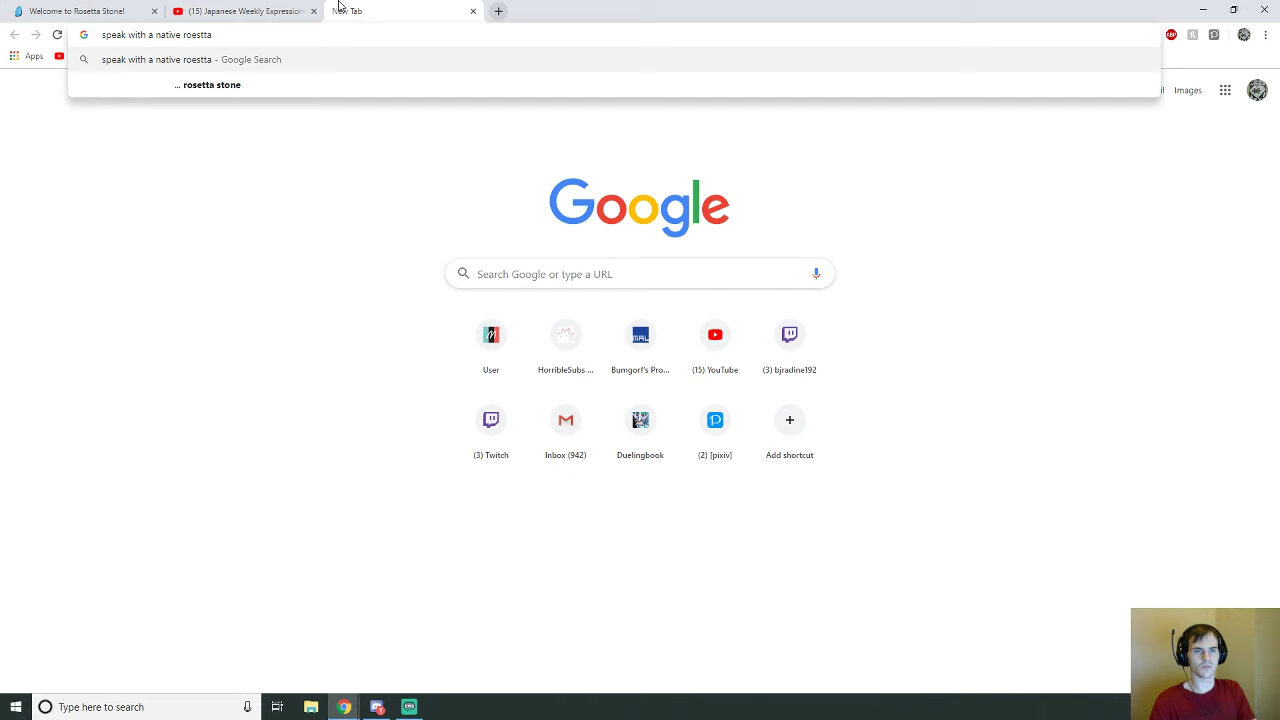 Welcome to Rosetta Stone!
(15) Japanese Weekly Expression
New Tab
speak with a native roestta
speak with a native roestta - Google Search
... rosetta stone
Apps
Images
Google
Search Google or type a URL
User
HorribleSubs ...
Bumgorf's Pro...
(15) YouTube
(3) bjradine192
(3) Twitch
Inbox (942)
Duelingbook
(2) [pixiv]
Add shortcut
Type here to search